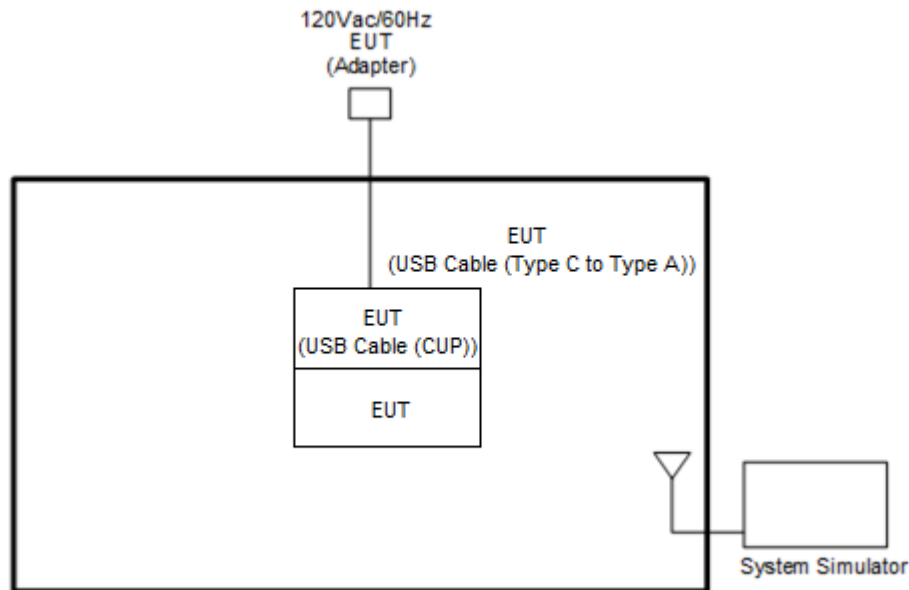 120Vac/60Hz
EUT
(Adapter)
EUT
(USB Cable (Type C to Type A))
EUT
(USB Cable (CUP))
EUT
System Simulator